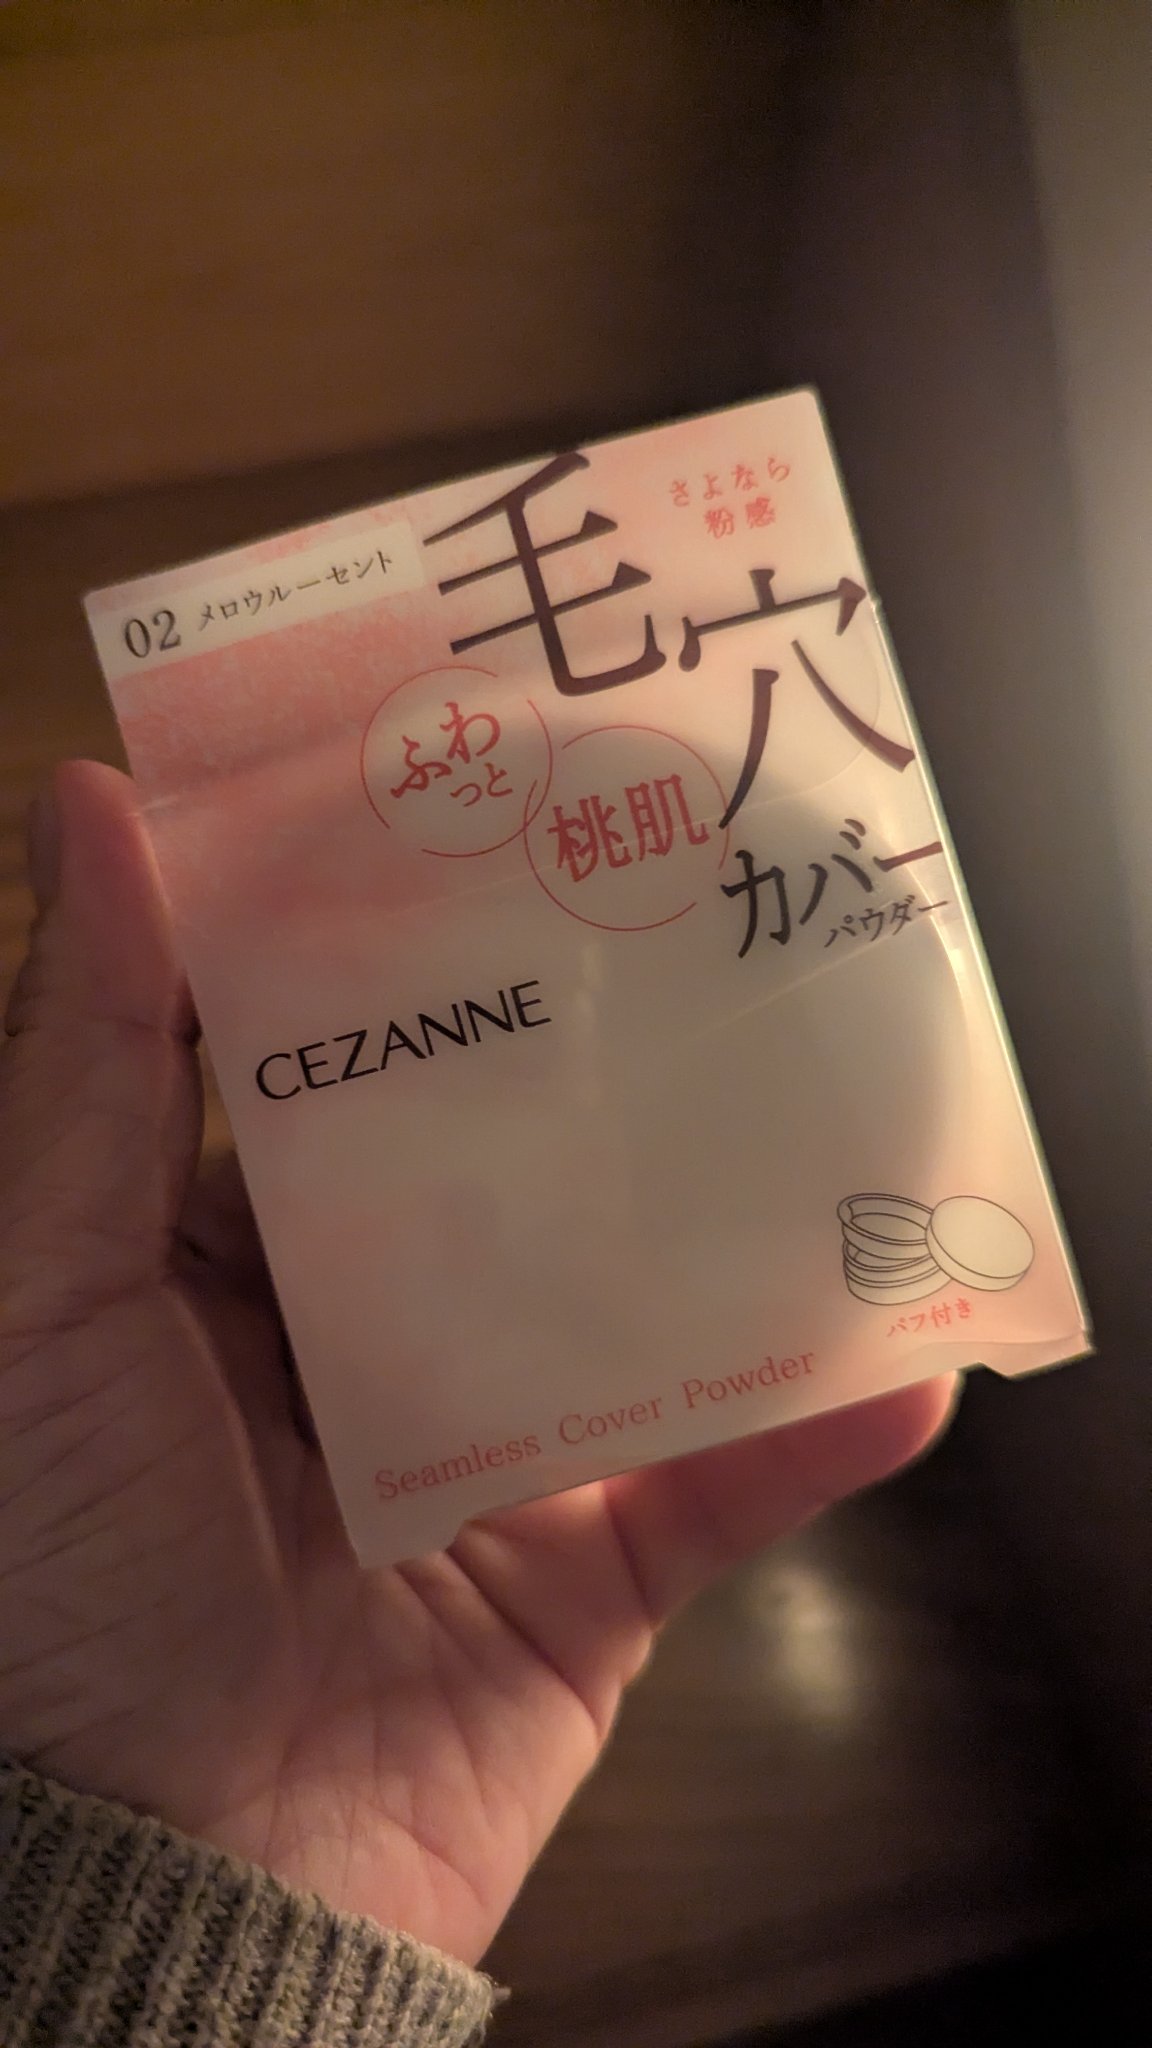 さよなら
粉感
02 メロウルーセント
毛穴
カバー
パウダー
ふわ
っと
桃肌
CEZANNE
パフ付き
Seamless Cover Powder